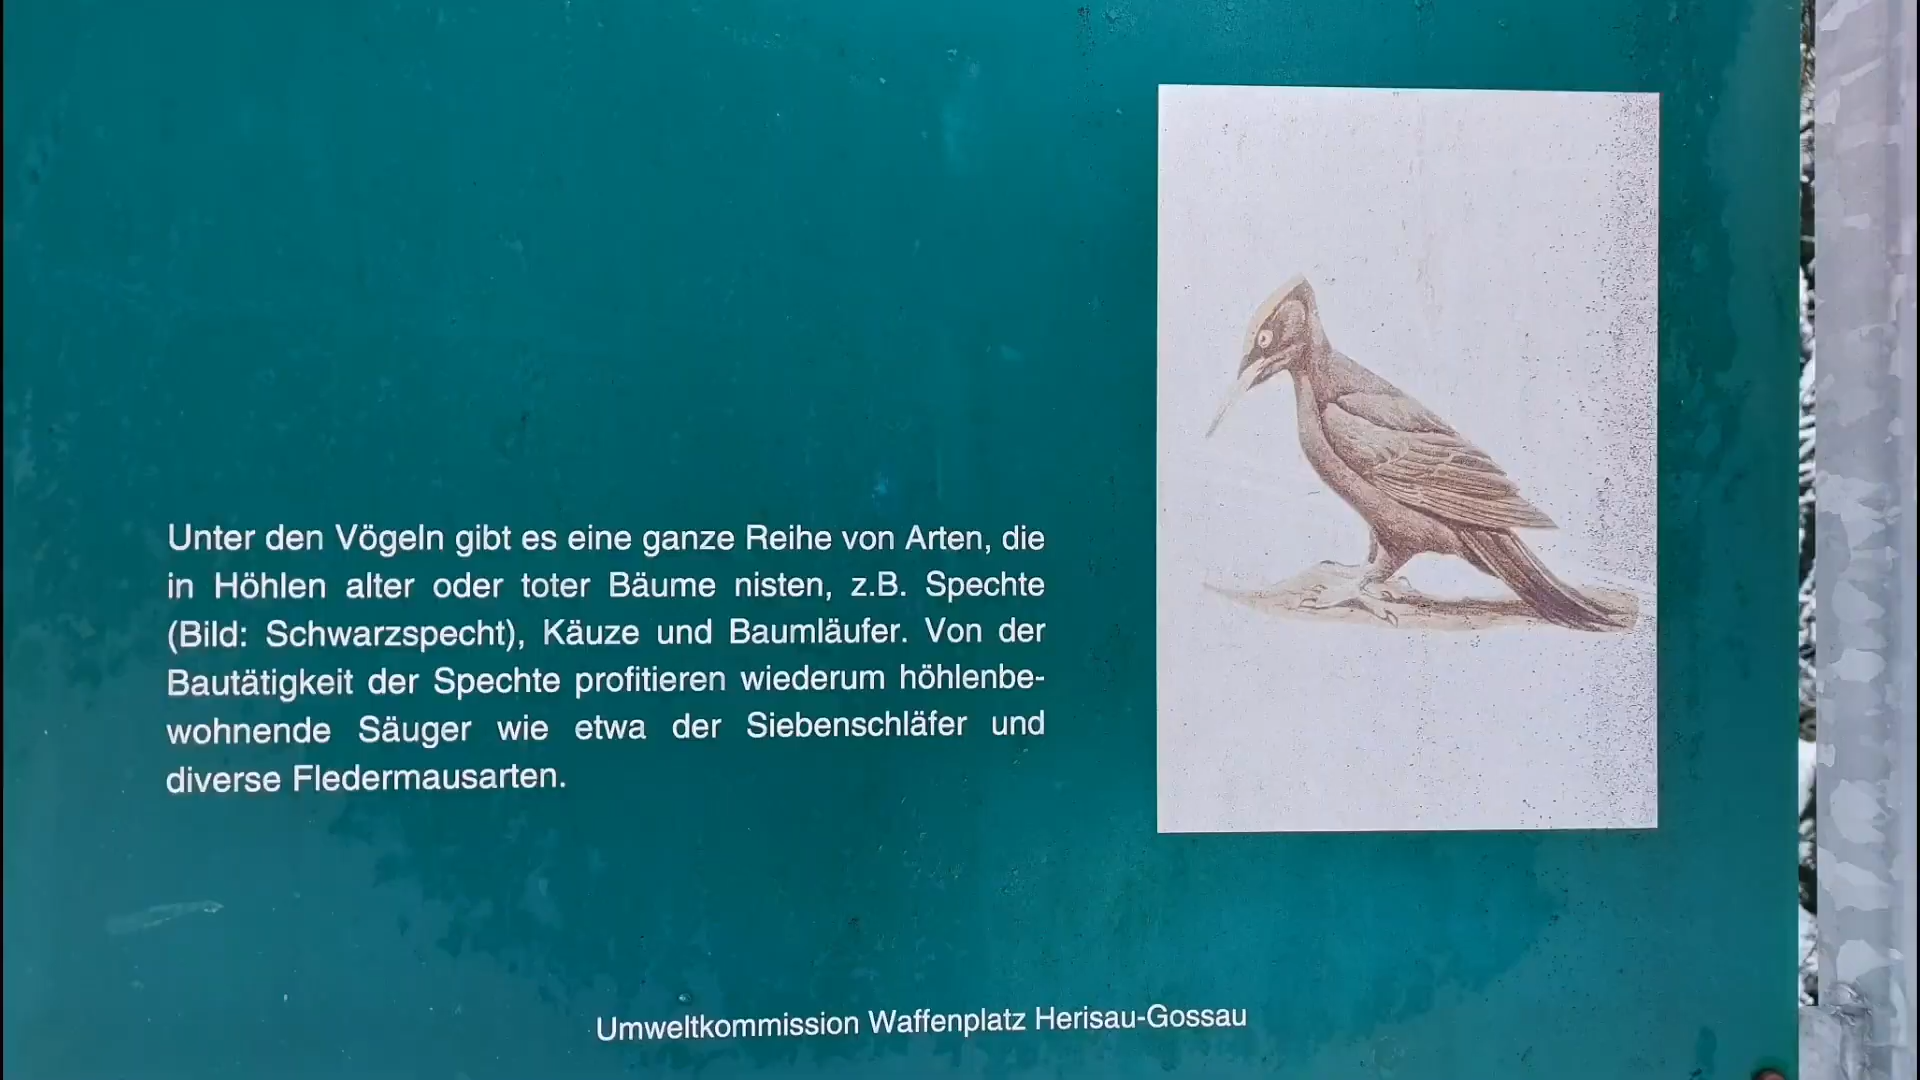 Unter den Vögeln gibt es eine ganze Reihe von Arten, die
in Höhlen alter oder toter Bäume nisten, z.B. Spechte
(Bild: Schwarzspecht), Käuze und Baumläufer. Von der
Bautätigkeit der Spechte profitieren wiederum höhlenbe-
wohnende Säuger wie etwa der Siebenschläfer und
diverse Fledermausarten.
Umweltkommission Waffenplatz Herisau-Gossau